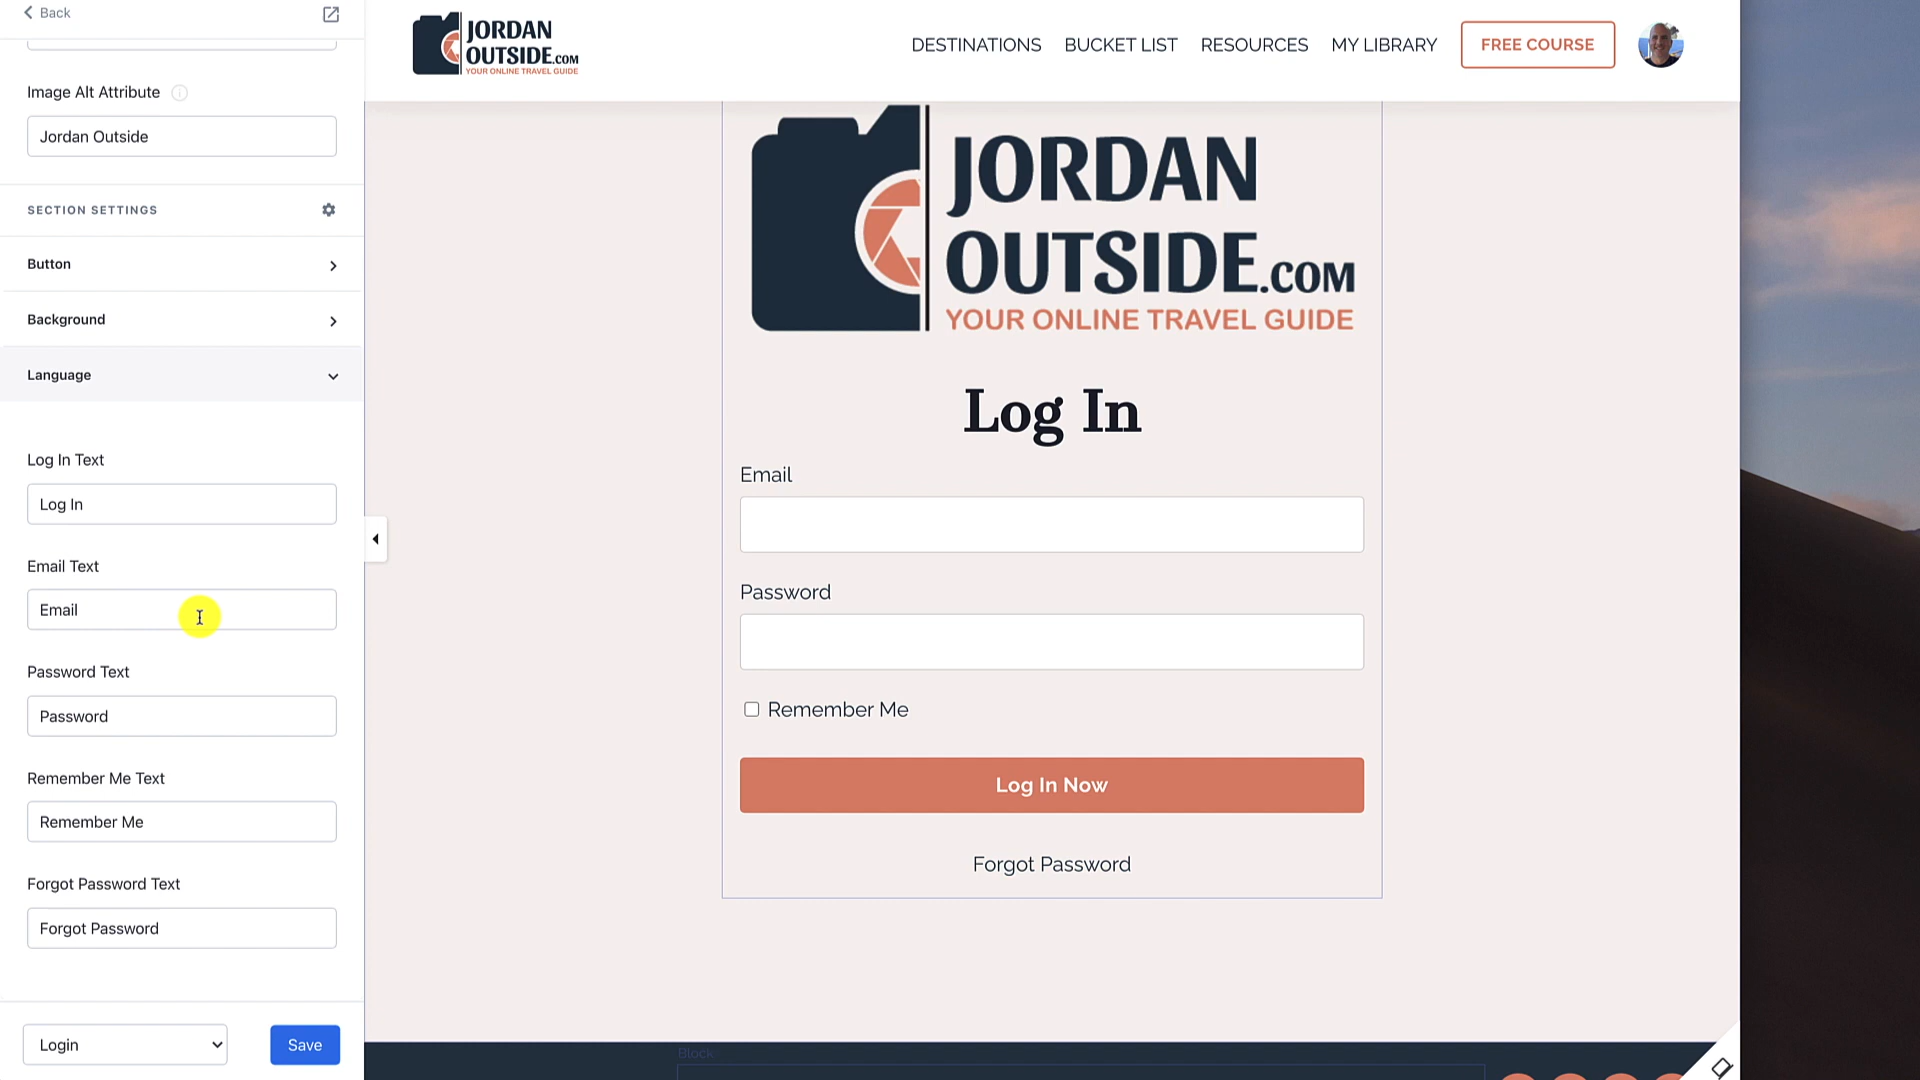 Back
Image Alt Attribute
Jordan Outside
SECTION SETTINGS
Button
Background
Language
Log In Text
Log In
Email Text
Email
Password Text
Password
Remember Me Text
Remember Me
Forgot Password Text
Forgot Password
Login
Save
JORDAN
OUTSIDE.COM
YOUR ONLINE TRAVEL GUIDE
DESTINATIONS
BUCKET LIST
RESOURCES
MY LIBRARY
FREE COURSE
JORDAN
OUTSIDE.COM
YOUR ONLINE TRAVEL GUIDE
Log In
Email
Password
Remember Me
Log In Now
Forgot Password
Block